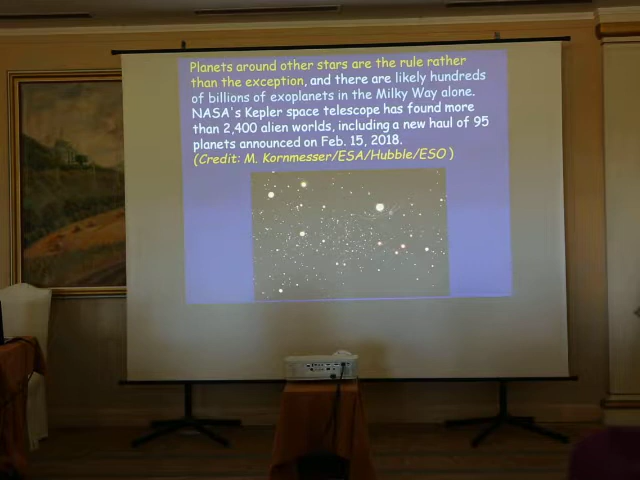 Planets around other stars are the rule rather
than the exception, and there are likely hundreds
of billions of exoplanets in the Milky Way alone.
NASA's Kepler space telescope has found more
than 2,400 alien worlds, including a new haul of 95
planets announced on Feb. 15, 2018.
(Credit: M. Kornmesser/ESA/Hubble/ESO)